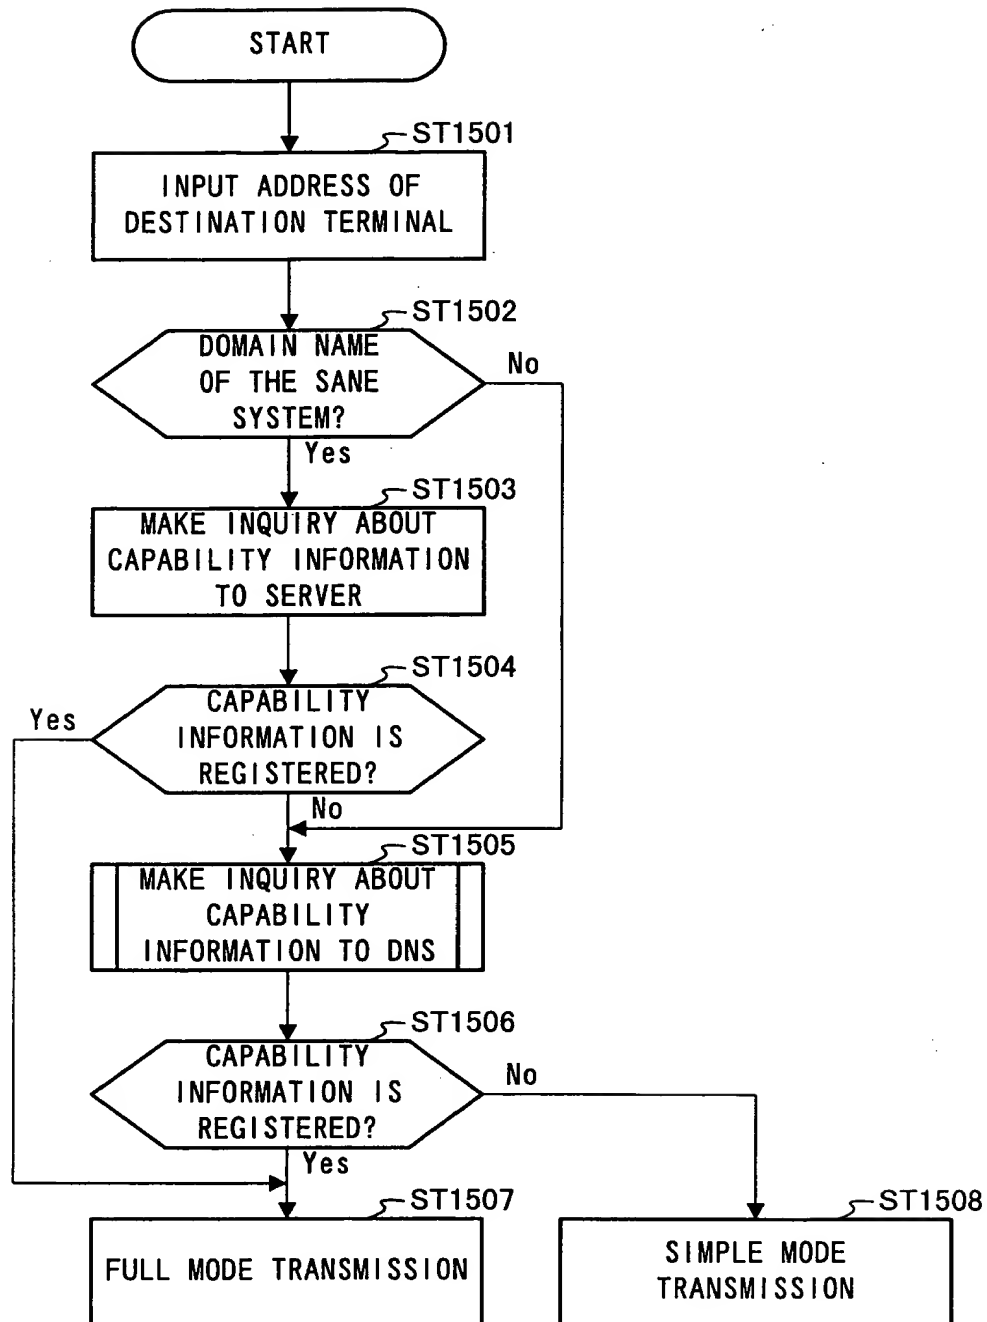 START
ST1501
INPUT ADDRESS OF
DESTINATION TERMINAL
ST1502
DOMAIN NAME
OF THE SANE
SYSTEM?
No
Yes
ST1503
MAKE INQUIRY ABOUT
CAPABILITY INFORMATION
TO SERVER
ST1504
CAPABILITY
INFORMATION IS
REGISTERED?
Yes
No
ST1505
MAKE INQUIRY ABOUT
CAPABILITY
INFORMATION TO DNS
ST1506
CAPABILITY
INFORMATION IS
REGISTERED?
No
Yes
ST1507
FULL MODE TRANSMISSION
ST1508
SIMPLE MODE
TRANSMISSION